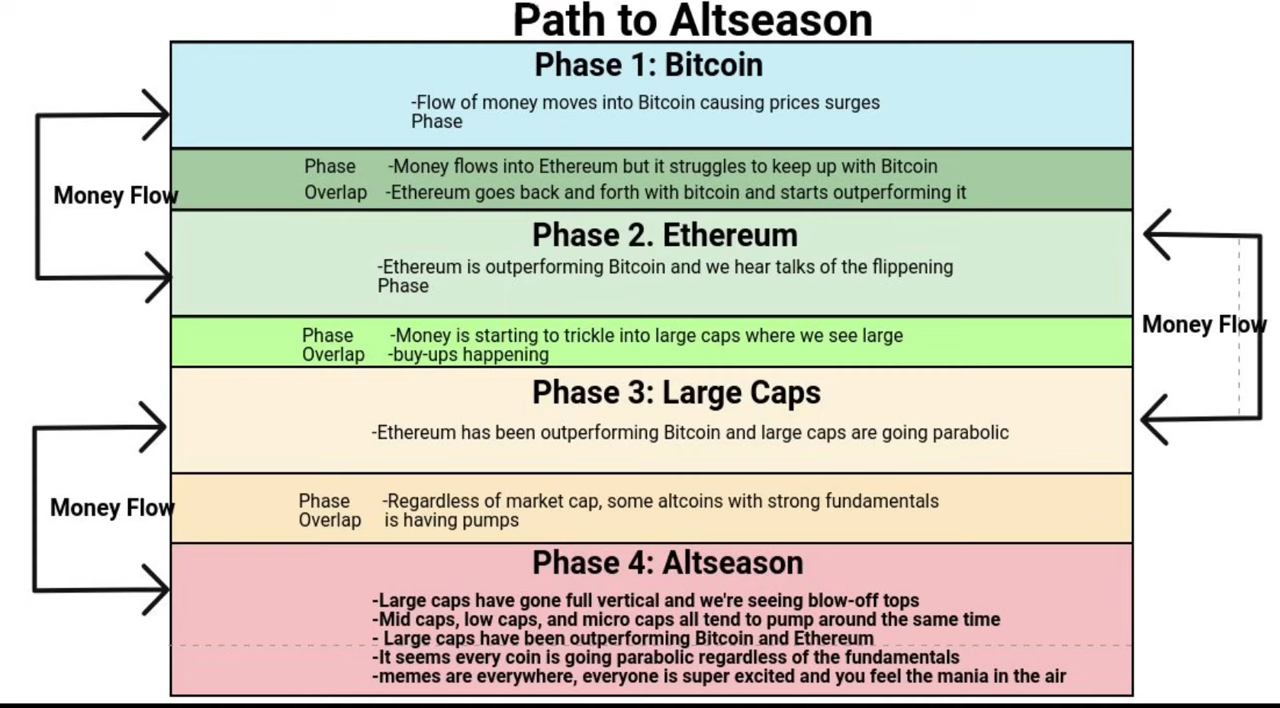 Path to Altseason
Phase 1: Bitcoin
-Flow of money moves into Bitcoin causing prices surges
Phase
Phase -Money flows into Ethereum but it struggles to keep up with Bitcoin
Overlap -Ethereum goes back and forth with bitcoin and starts outperforming it
Money Flow
Phase 2. Ethereum
-Ethereum is outperforming Bitcoin and we hear talks of the flippening
Phase
Money Flow
Phase -Money is starting to trickle into large caps where we see large
Overlap -buy-ups happening
Phase 3: Large Caps
-Ethereum has been outperforming Bitcoin and large caps are going parabolic
Money Flow
Phase -Regardless of market cap, some altcoins with strong fundamentals
Overlap is having pumps
Phase 4: Altseason
-Large caps have gone full vertical and we're seeing blow-off tops
-Mid caps, low caps, and micro caps all tend to pump around the same time
- Large caps have been outperforming Bitcoin and Ethereum
-It seems every coin is going parabolic regardless of the fundamentals
-memes are everywhere, everyone is super excited and you feel the mania in the air